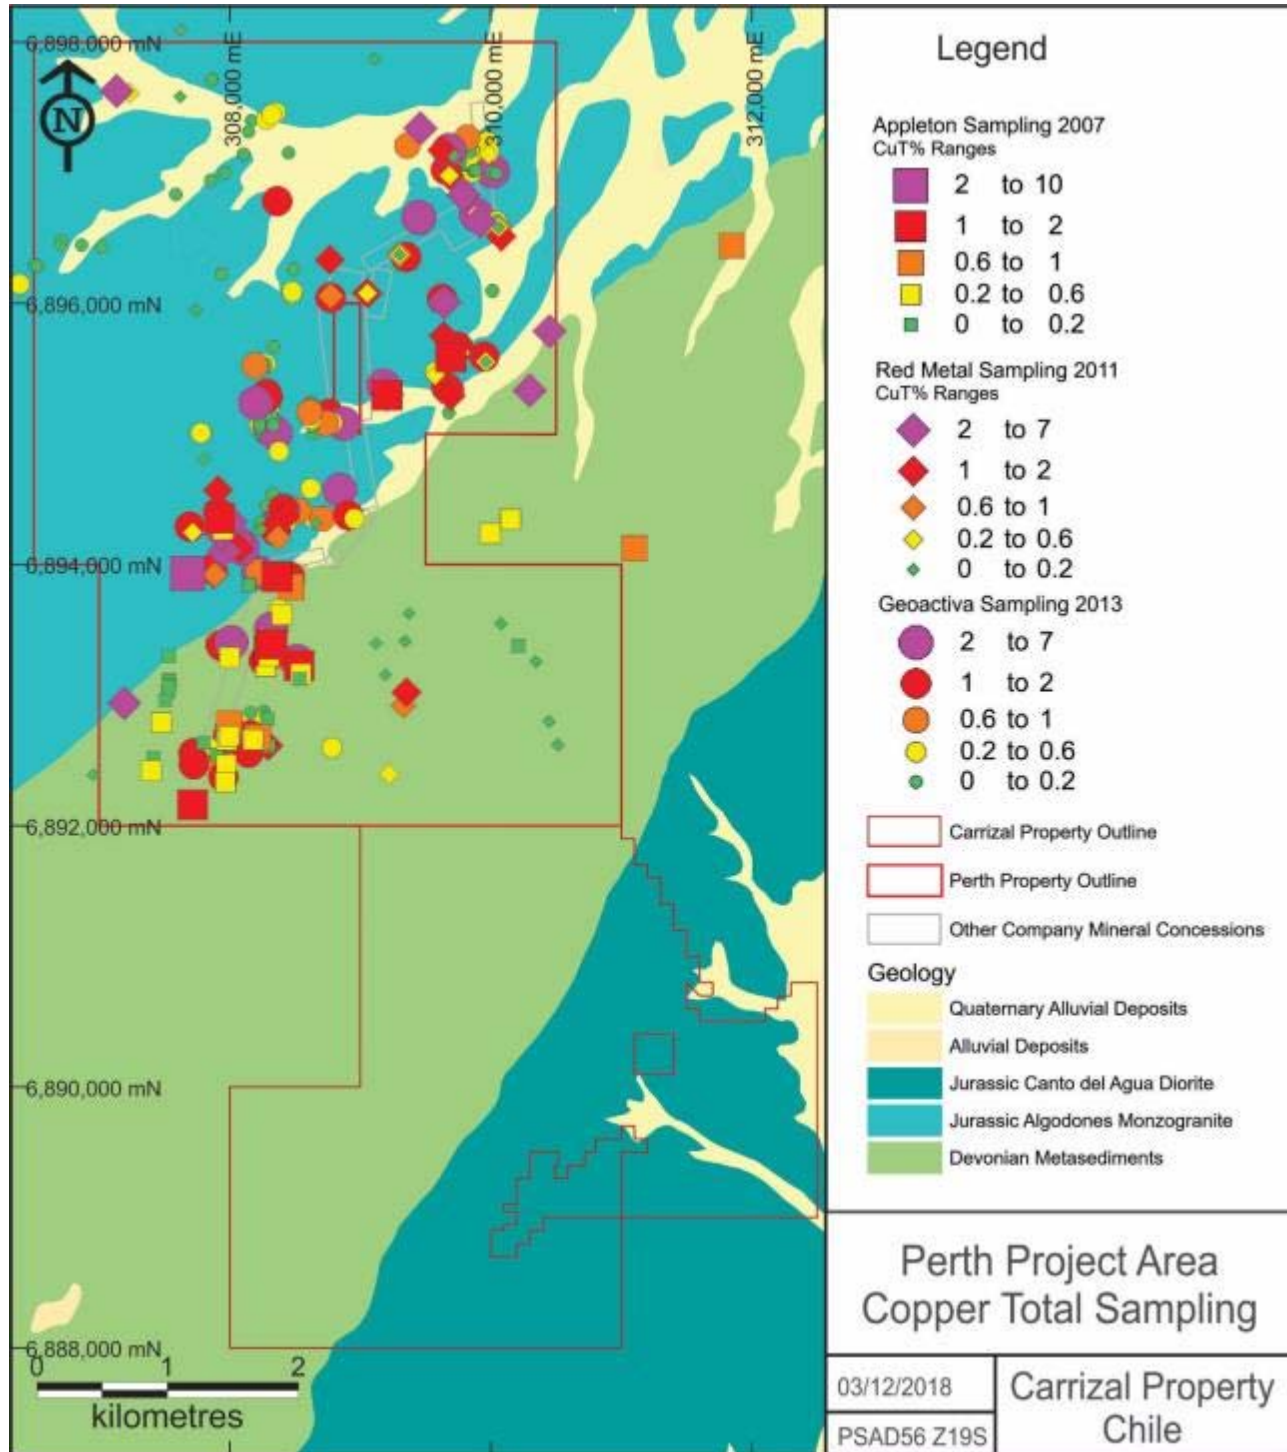 6,898,000 mN
308,000 mE
310,000 mE
312,000 mE
N
6,896,000 mN
6,894,000 mN
6,892,000 mN
6,890,000 mN
6,888,000 mN
0 1 2
kilometres
Legend
Appleton Sampling 2007
CuT% Ranges
2 to 10
1 to 2
0.6 to 1
0.2 to 0.6
0 to 0.2
Red Metal Sampling 2011
CuT% Ranges
2 to 7
1 to 2
0.6 to 1
0.2 to 0.6
0 to 0.2
Geoactiva Sampling 2013
2 to 7
1 to 2
0.6 to 1
0.2 to 0.6
0 to 0.2
Carrizal Property Outline
Perth Property Outline
Other Company Mineral Concessions
Geology
Quaternary Alluvial Deposits
Alluvial Deposits
Jurassic Canto del Agua Diorite
Jurassic Algodones Monzogranite
Devonian Metasediments
Perth Project Area
Copper Total Sampling
03/12/2018
PSAD56 Z19S
Carrizal Property
Chile